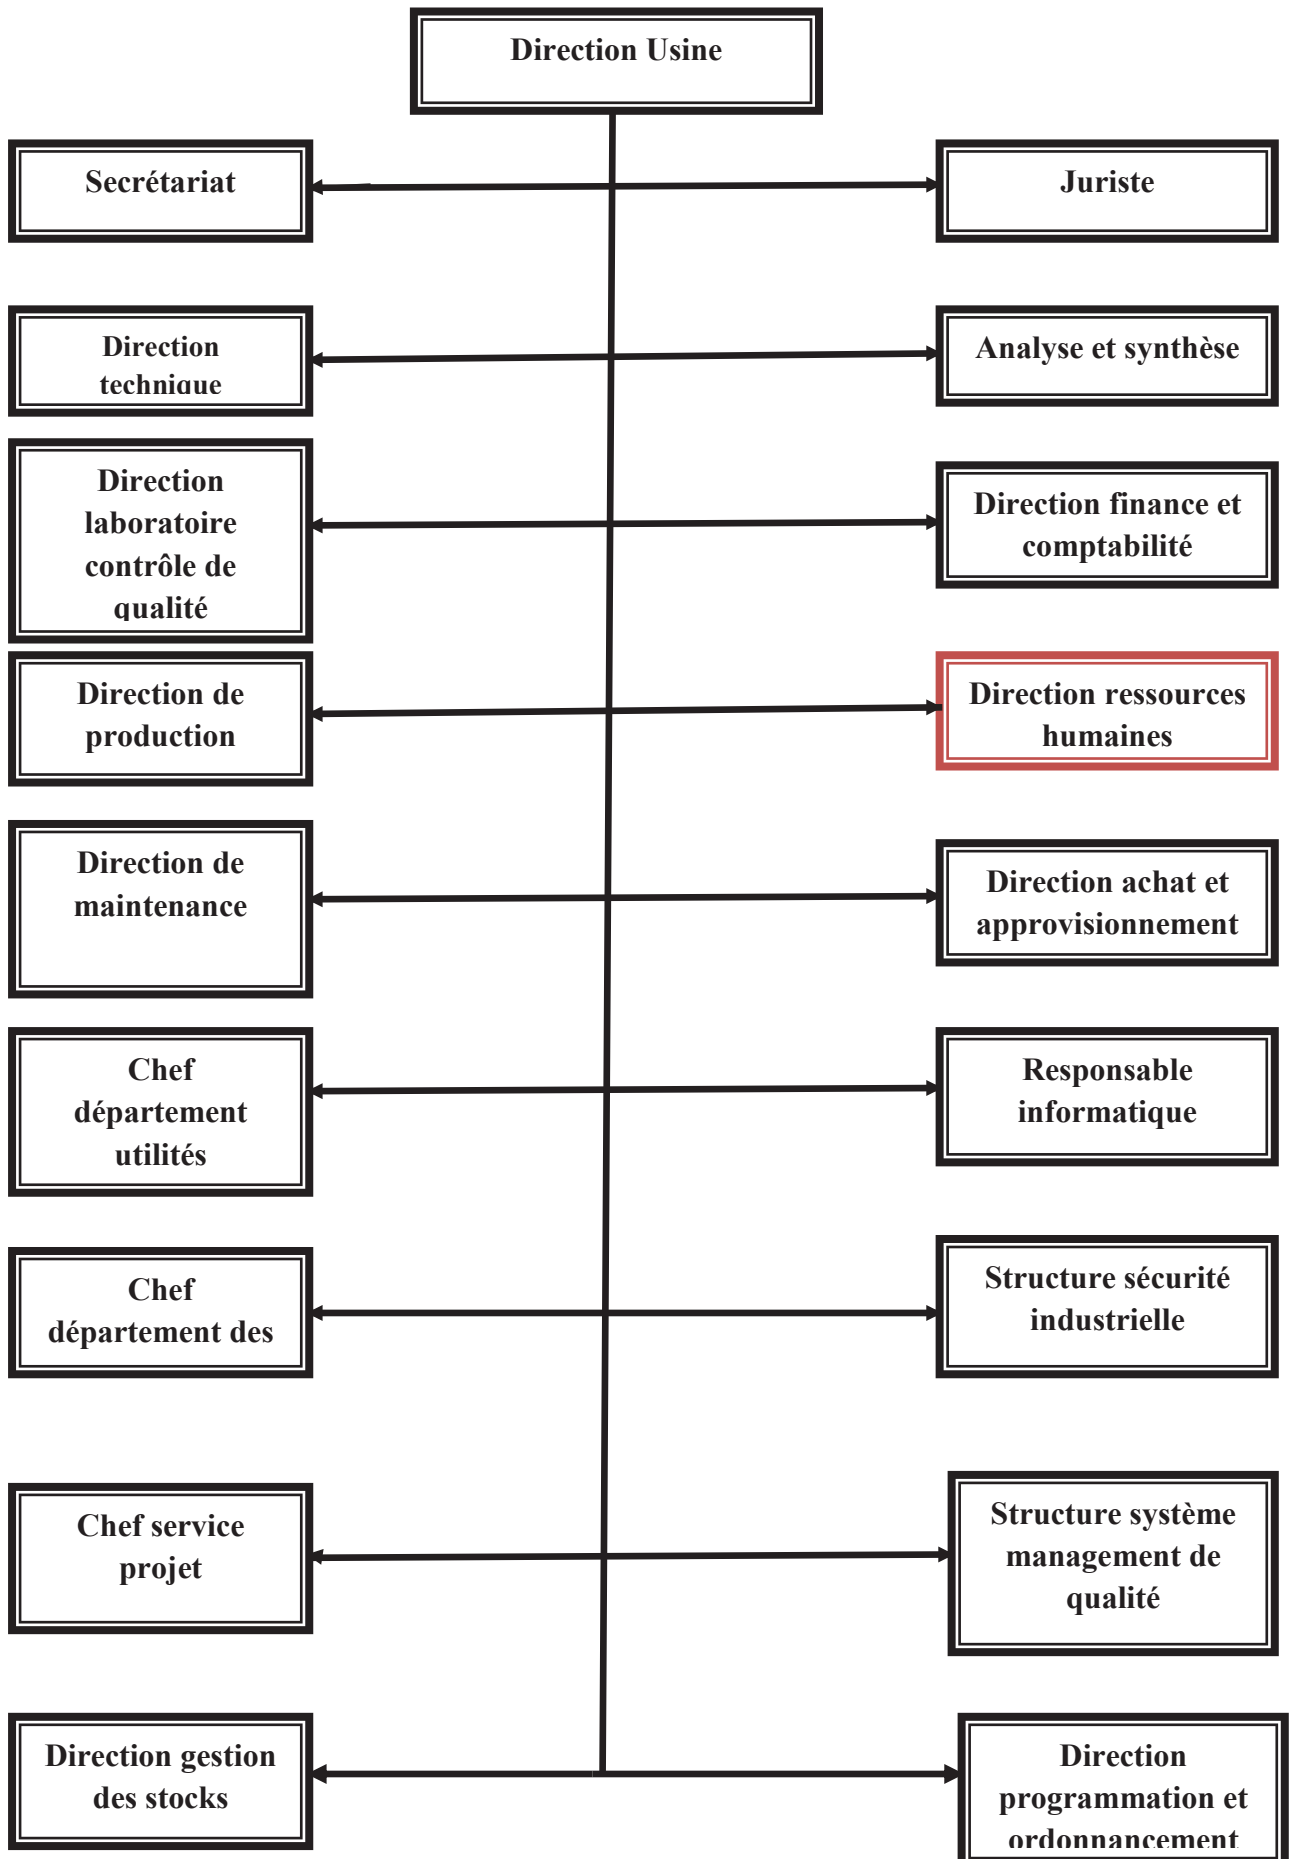 Direction Usine
Secrétariat
Juriste
Direction
technique
Analyse et synthèse
Direction
laboratoire
contrôle de
qualité
Direction finance et
comptabilité
Direction de
production
Direction ressources
humaines
Direction de
maintenance
Direction achat et
approvisionnement
Chef
département
utilités
Responsable
informatique
Chef
département des
Structure sécurité
industrielle
Chef service
projet
Structure système
management de
qualité
Direction gestion
des stocks
Direction
programmation et
ordonnancement